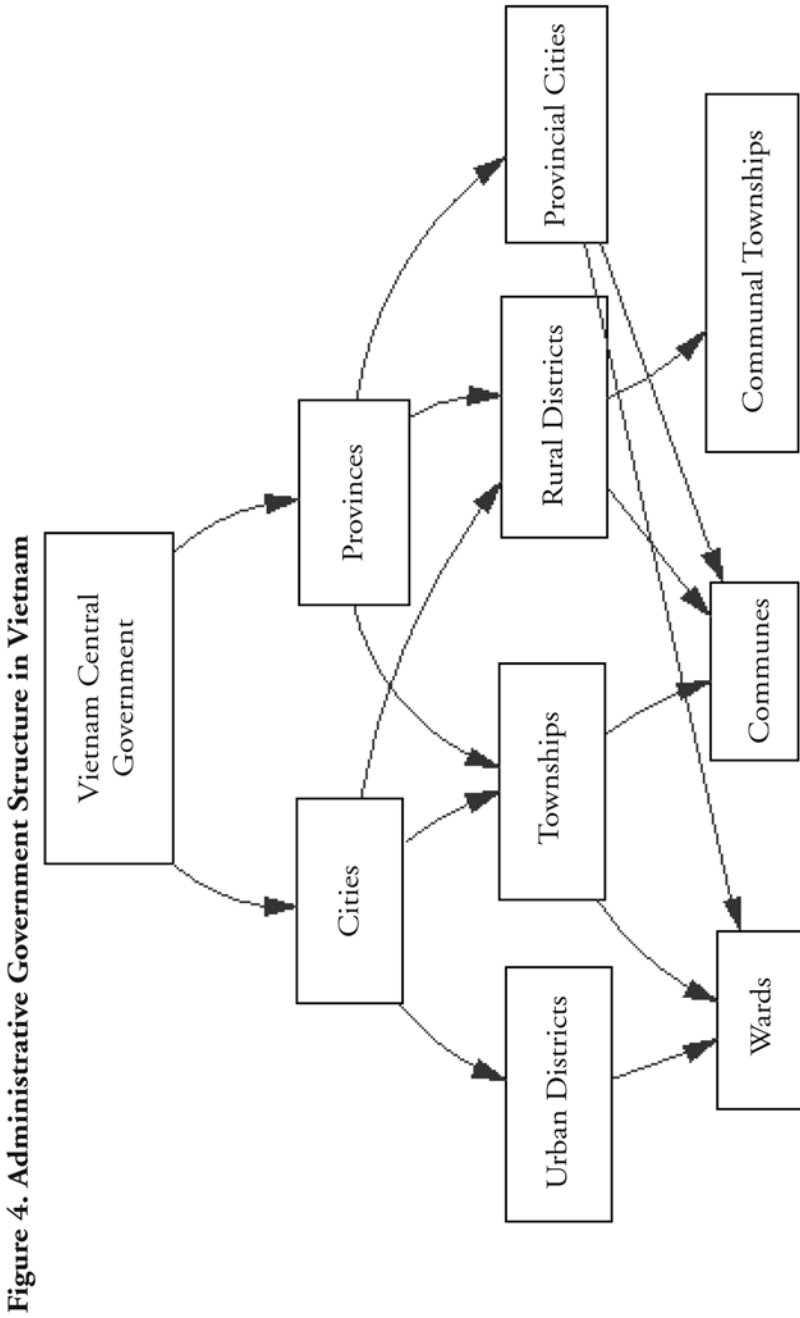 Figure 4. Administrative Government Structure in Vietnam
Vietnam Central
Government
Cities
Provinces
Urban Districts
Townships
Rural Districts
Provincial Cities
Wards
Communes
Communal Townships